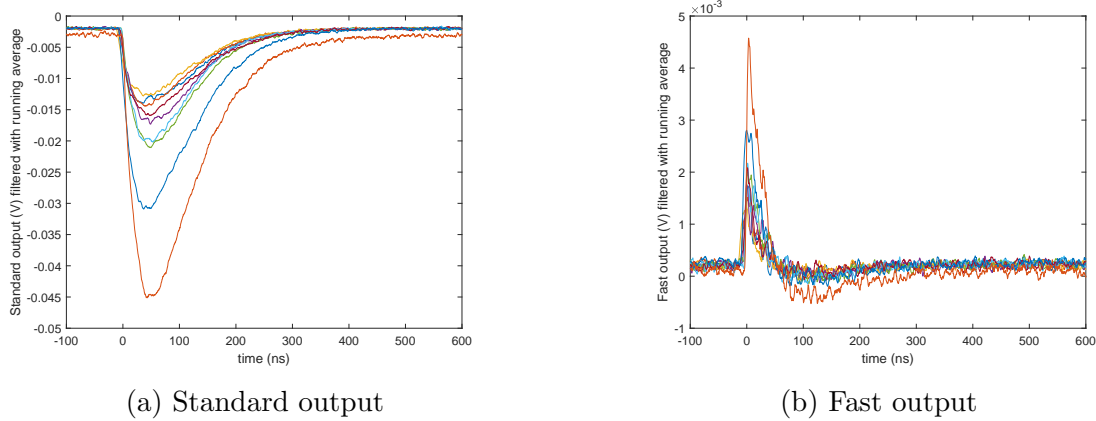 0
-0.005
-0.01
-0.015
-0.02
-0.025
-0.03
-0.035
-0.04
-0.045
-0.05
Standard output (V) filtered with running average
-100 0 100 200 300 400 500 600
time (ns)
(a) Standard output
×10⁻³
5
4
3
2
1
0
-1
Fast output (V) filtered with running average
-100 0 100 200 300 400 500 600
time (ns)
(b) Fast output